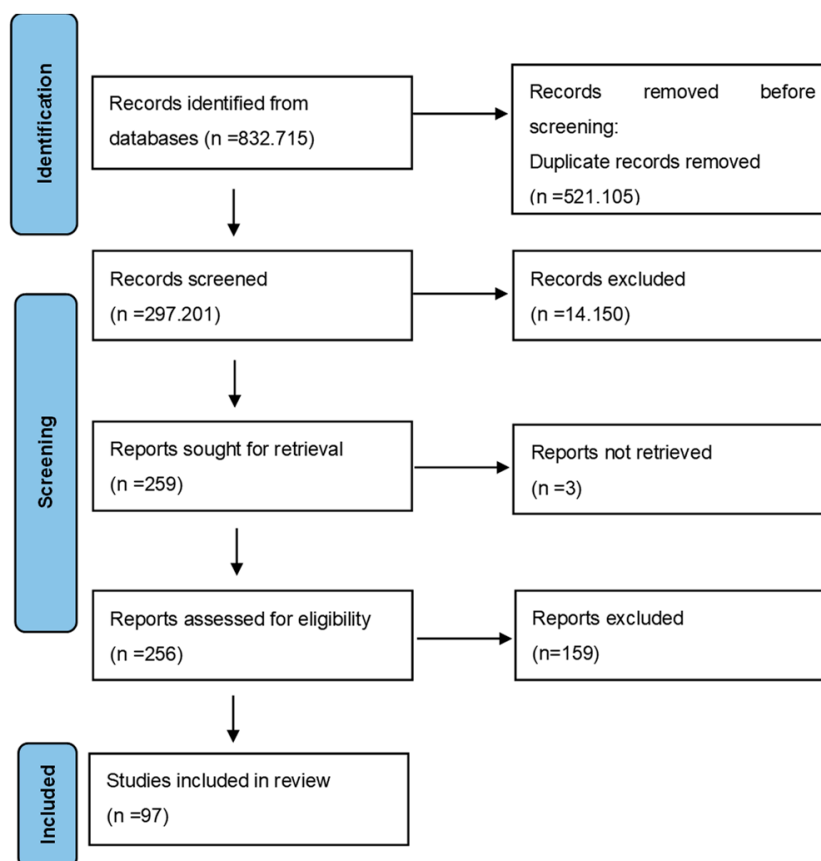 Identification
Records identified from
databases (n =832.715)
Records removed before
screening:
Duplicate records removed
(n =521.105)
Screening
Records screened
(n =297.201)
Records excluded
(n =14.150)
Reports sought for retrieval
(n =259)
Reports not retrieved
(n =3)
Reports assessed for eligibility
(n =256)
Reports excluded
(n=159)
Included
Studies included in review
(n =97)